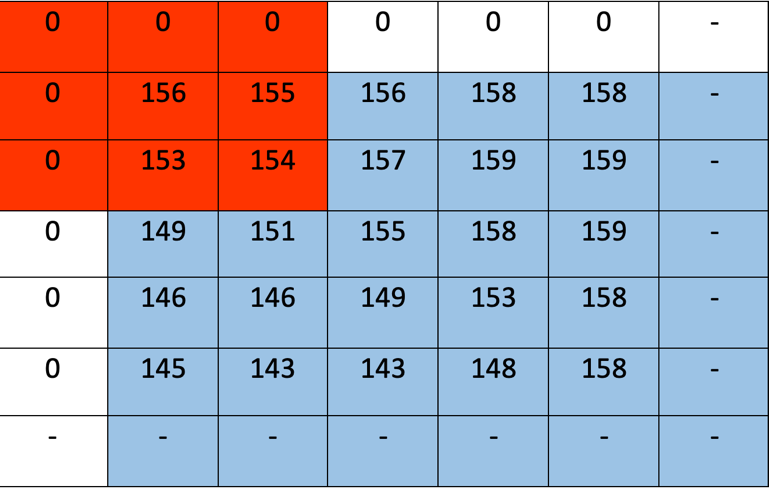 0 0 0 0 0 0 -
0 156 155 156 158 158 -
0 153 154 157 159 159 -
0 149 151 155 158 159 -
0 146 146 149 153 158 -
0 145 143 143 148 158 -
- - - - - - -